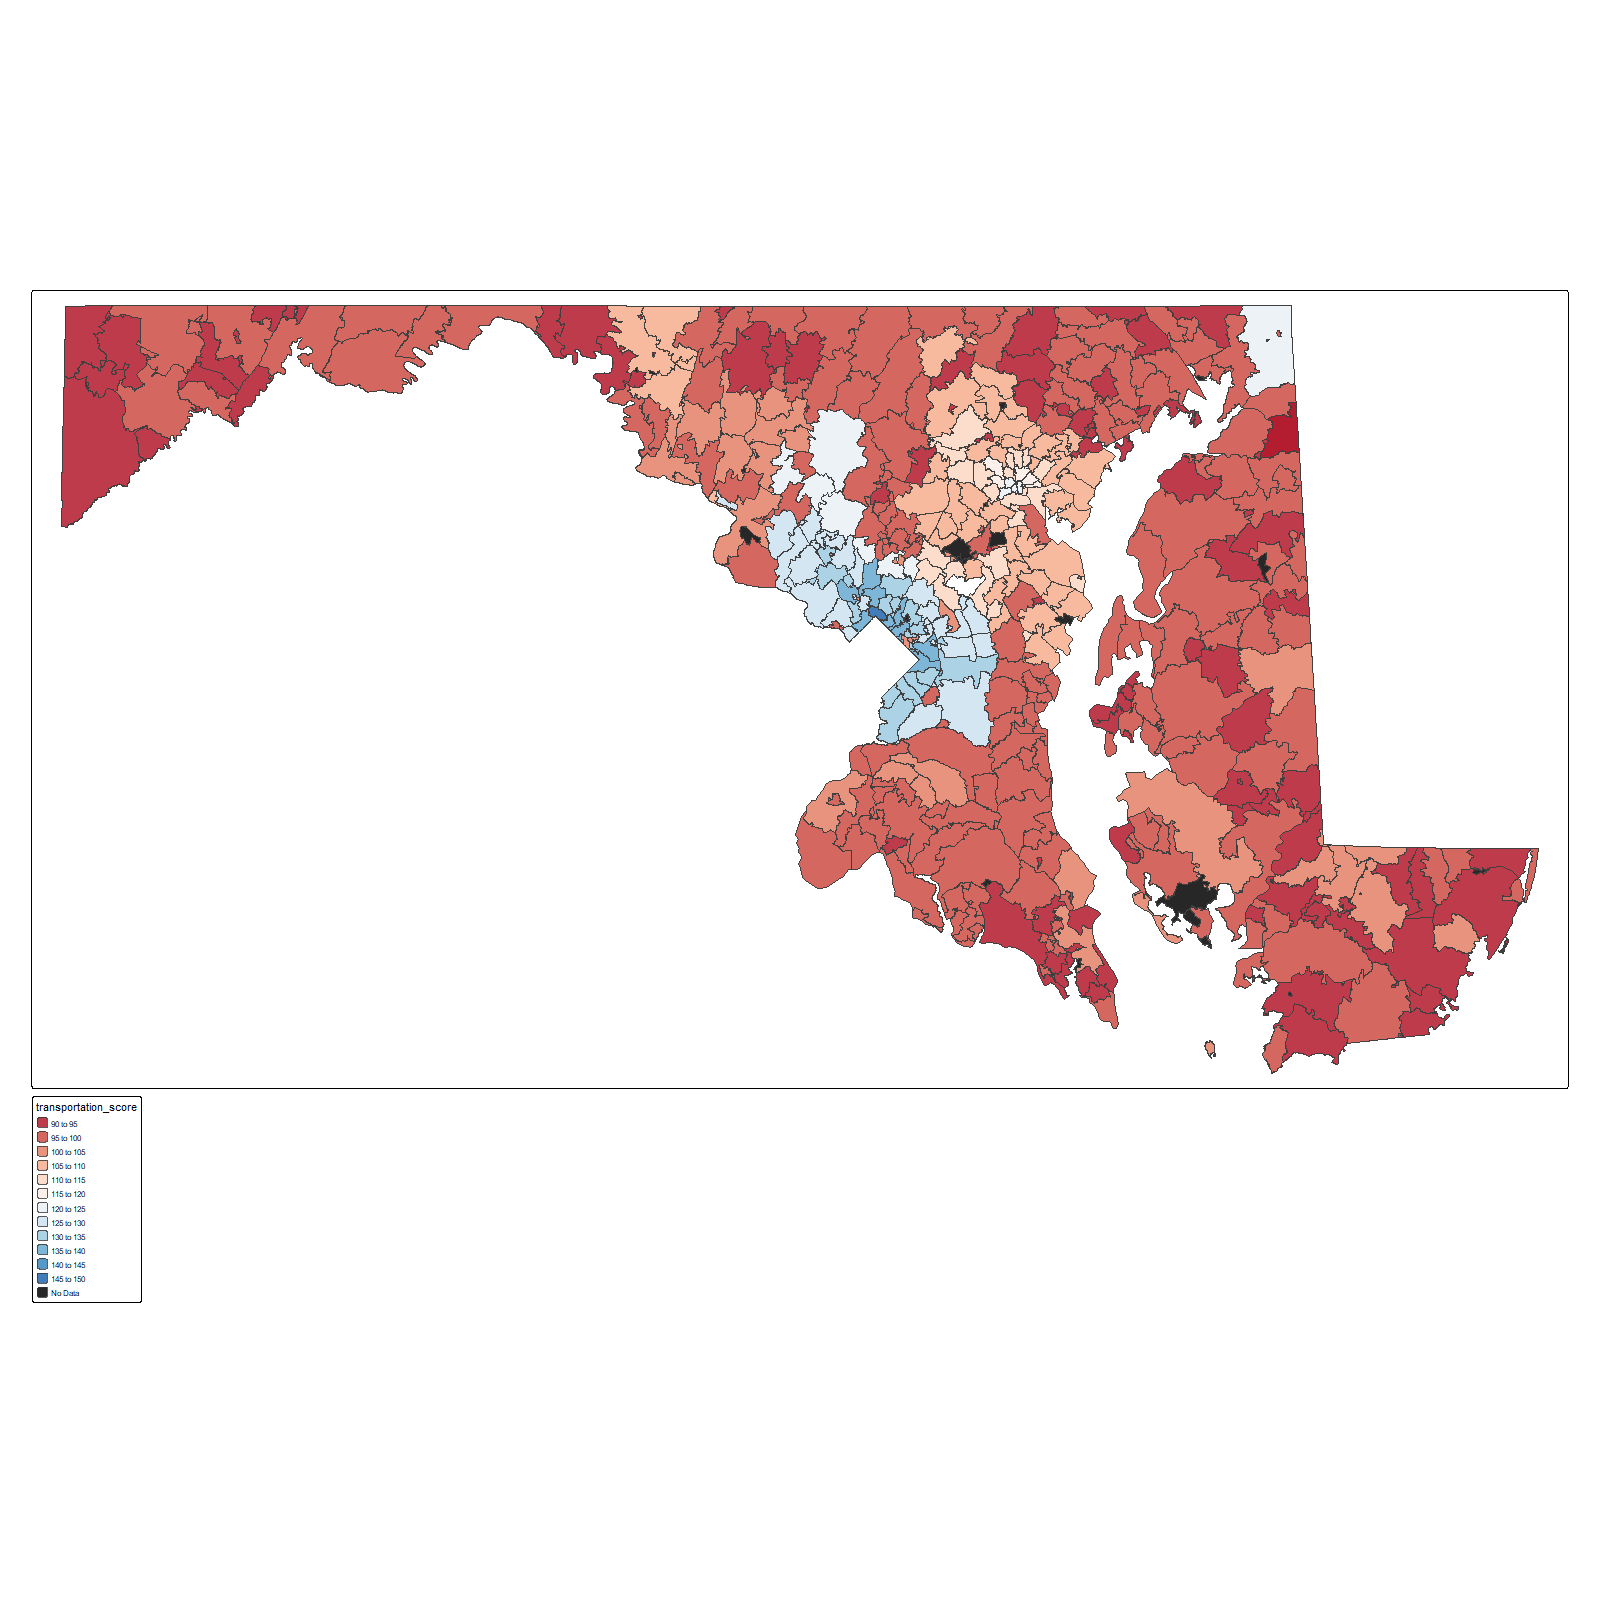 transportation_score
90 to 95
95 to 100
100 to 105
105 to 110
110 to 115
115 to 120
120 to 125
125 to 130
130 to 135
135 to 140
140 to 145
145 to 150
No Data